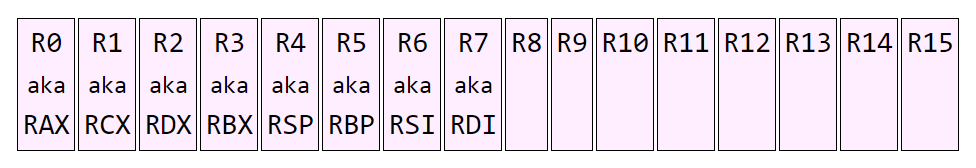 R0 R1 R2 R3 R4 R5 R6 R7 R8 R9 R10 R11 R12 R13 R14 R15
aka aka aka aka aka aka aka aka
RAX RCX RDX RBX RSP RBP RSI RDI